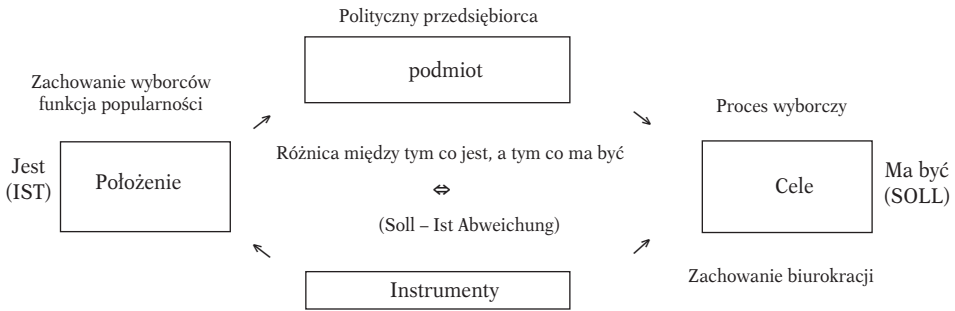 Polityczny przedsiębiorca
podmiot
Zachowanie wyborców
funkcja popularności
Proces wyborczy
Jest
(IST)
Położenie
Różnica między tym co jest, a tym co ma być
⇔
(Soll – Ist Abweichung)
Cele
Ma być
(SOLL)
Instrumenty
Zachowanie biurokracji